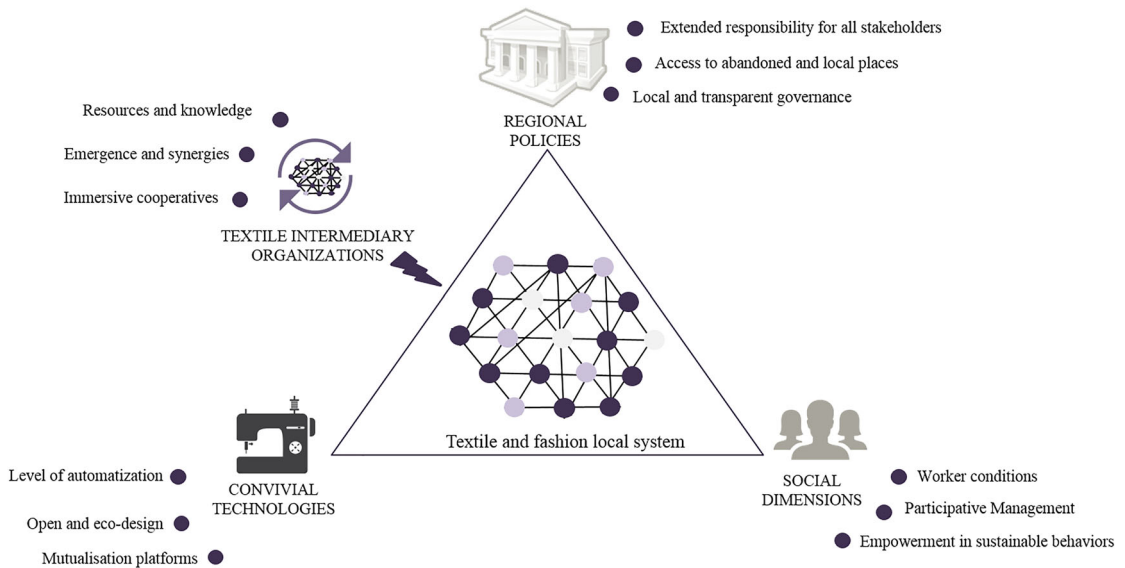 Extended responsibility for all stakeholders
Access to abandoned and local places
Local and transparent governance
REGIONAL
POLICIES
Resources and knowledge
Emergence and synergies
Immersive cooperatives
TEXTILE INTERMEDIARY
ORGANIZATIONS
Textile and fashion local system
Level of automatization
Open and eco-design
Mutualisation platforms
CONVIVIAL
TECHNOLOGIES
SOCIAL
DIMENSIONS
Worker conditions
Participative Management
Empowerment in sustainable behaviors